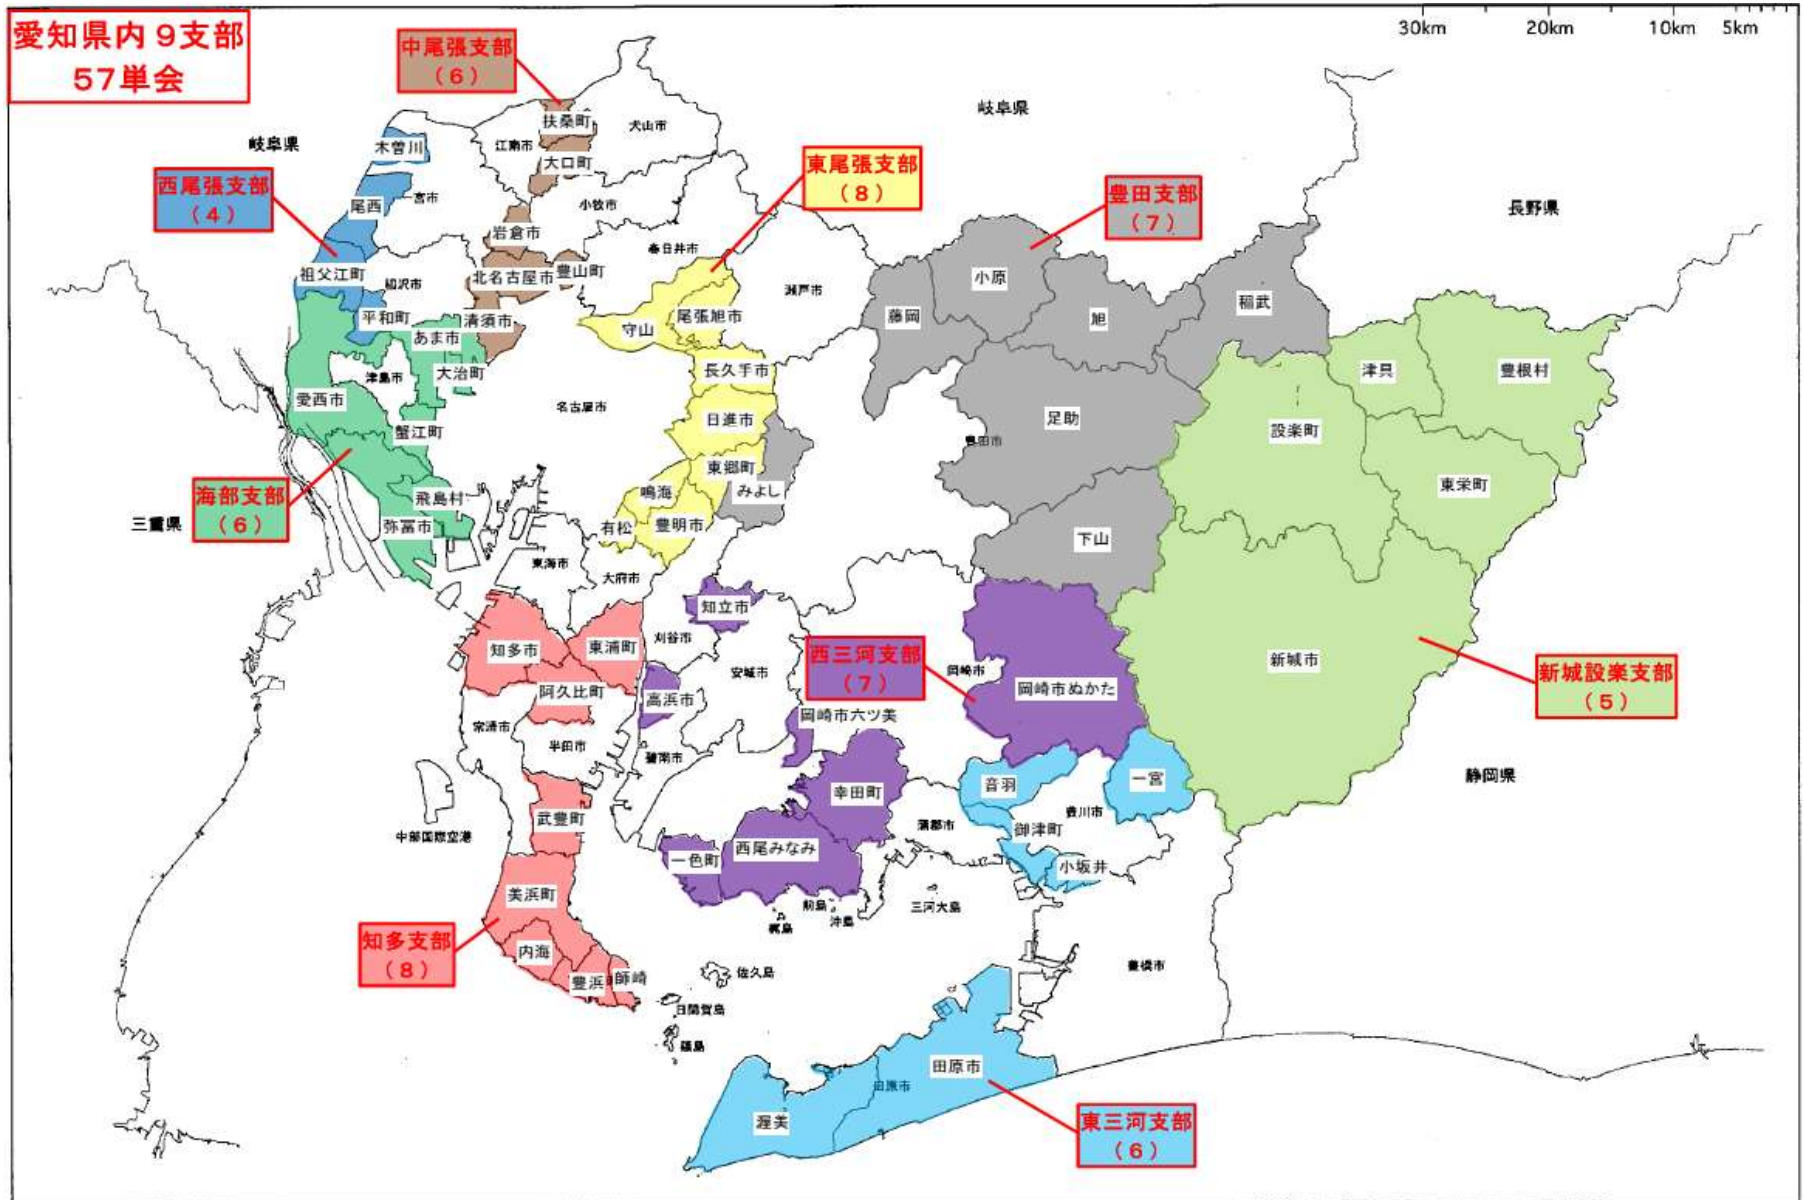 愛知県内 9支部
57単会
30km
20km
10km
5km
中尾張支部
(6)
岐阜県
岐阜県
扶桑町
犬山市
江南市
木曽川
大口町
東尾張支部
(8)
西尾張支部
(4)
豊田支部
(7)
長野県
尾西
宮市
小牧市
岩倉市
春日井市
祖父江町
稲沢市
北名古屋市
豊山町
瀬戸市
小原
稲武
平和町
清須市
守山
尾張旭市
藤岡
旭
あま市
大治町
津島市
長久手市
津具
豊根村
愛西市
名古屋市
日進市
足助
設楽町
蟹江町
豊田市
東郷町
みよし
東栄町
海部支部
(6)
三重県
飛島村
弥冨市
鳴海
有松
豊明市
下山
東海市
大府市
知立市
刈谷市
知多市
東浦町
西三河支部
(7)
岡崎市
新城市
新城設楽支部
(5)
安城市
阿久比町
高浜市
岡崎市ぬかた
岡崎市六ツ美
常滑市
半田市
碧南市
静岡県
音羽
一宮
幸田町
豊川市
中部国際空港
武豊町
蒲郡市
御津町
西尾みなみ
一色町
小坂井
美浜町
前島
沖島
梶島
三河大島
知多支部
(8)
内海
豊浜
師崎
佐久島
豊橋市
日間賀島
篠島
田原市
田原市
渥美
東三河支部
(6)